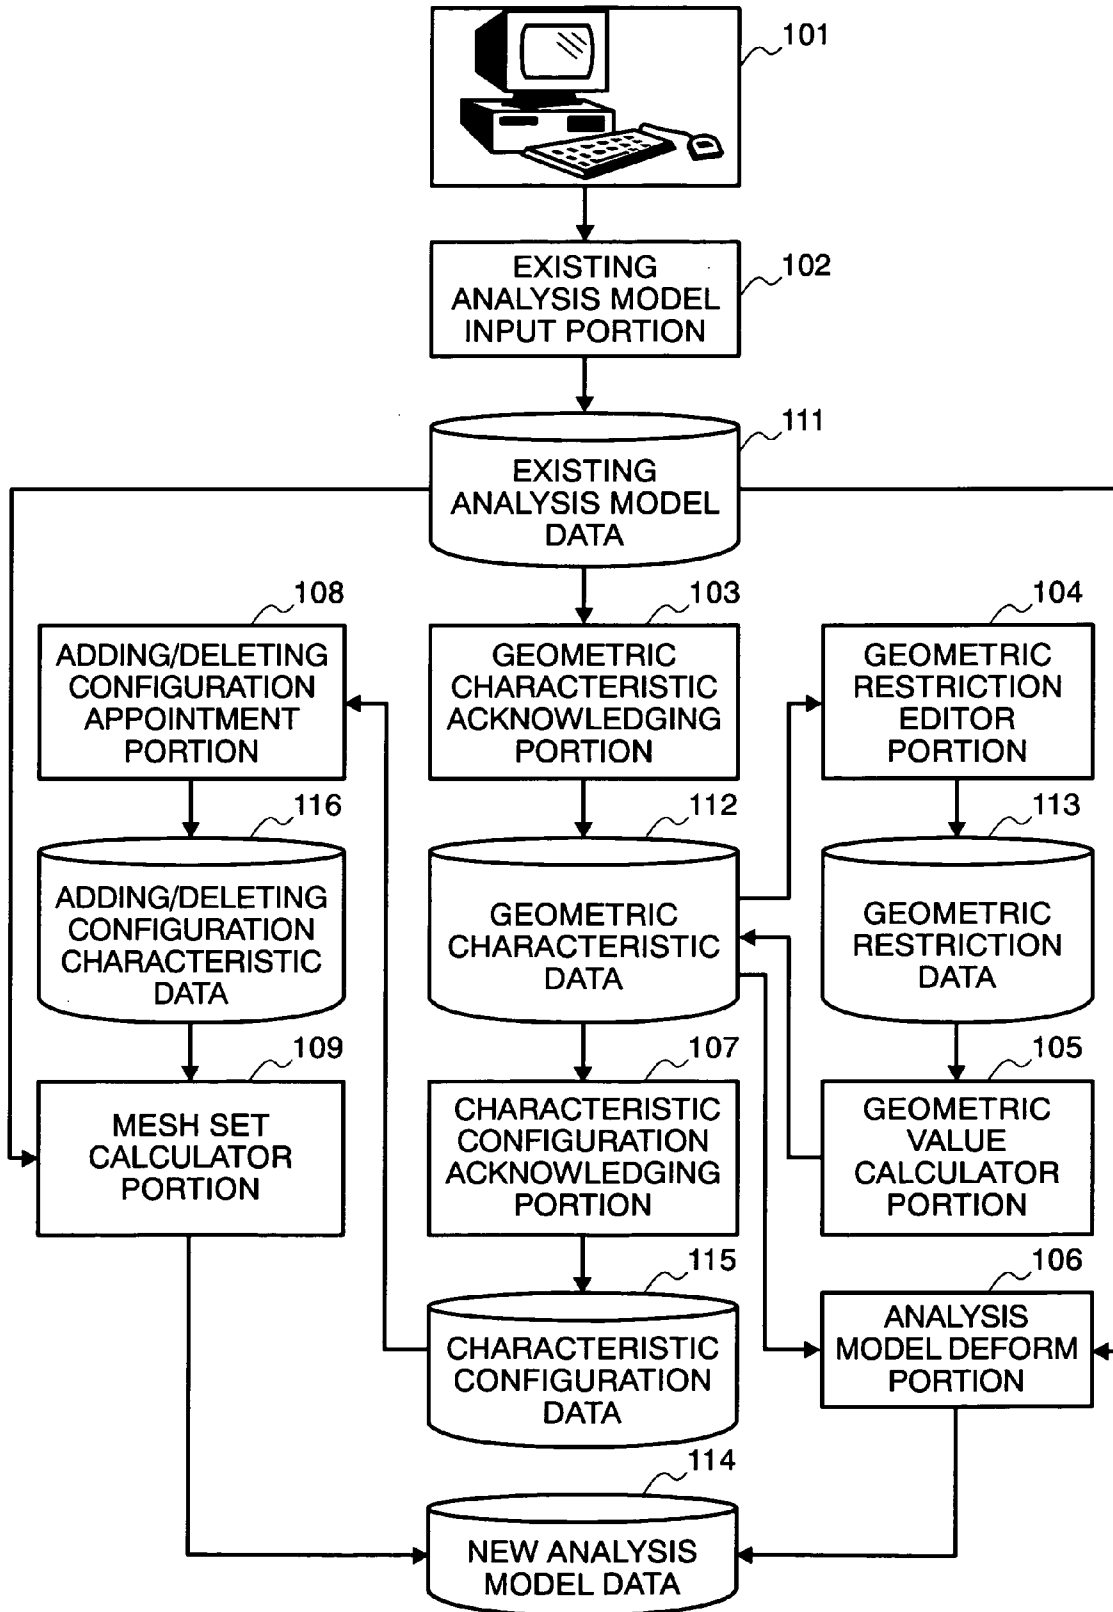 101
EXISTING
ANALYSIS MODEL
INPUT PORTION
102
111
EXISTING
ANALYSIS MODEL
DATA
108
ADDING/DELETING
CONFIGURATION
APPOINTMENT
PORTION
103
GEOMETRIC
CHARACTERISTIC
ACKNOWLEDGING
PORTION
104
GEOMETRIC
RESTRICTION
EDITOR
PORTION
116
ADDING/DELETING
CONFIGURATION
CHARACTERISTIC
DATA
112
GEOMETRIC
CHARACTERISTIC
DATA
113
GEOMETRIC
RESTRICTION
DATA
109
MESH SET
CALCULATOR
PORTION
107
CHARACTERISTIC
CONFIGURATION
ACKNOWLEDGING
PORTION
105
GEOMETRIC
VALUE
CALCULATOR
PORTION
115
CHARACTERISTIC
CONFIGURATION
DATA
106
ANALYSIS
MODEL DEFORM
PORTION
114
NEW ANALYSIS
MODEL DATA